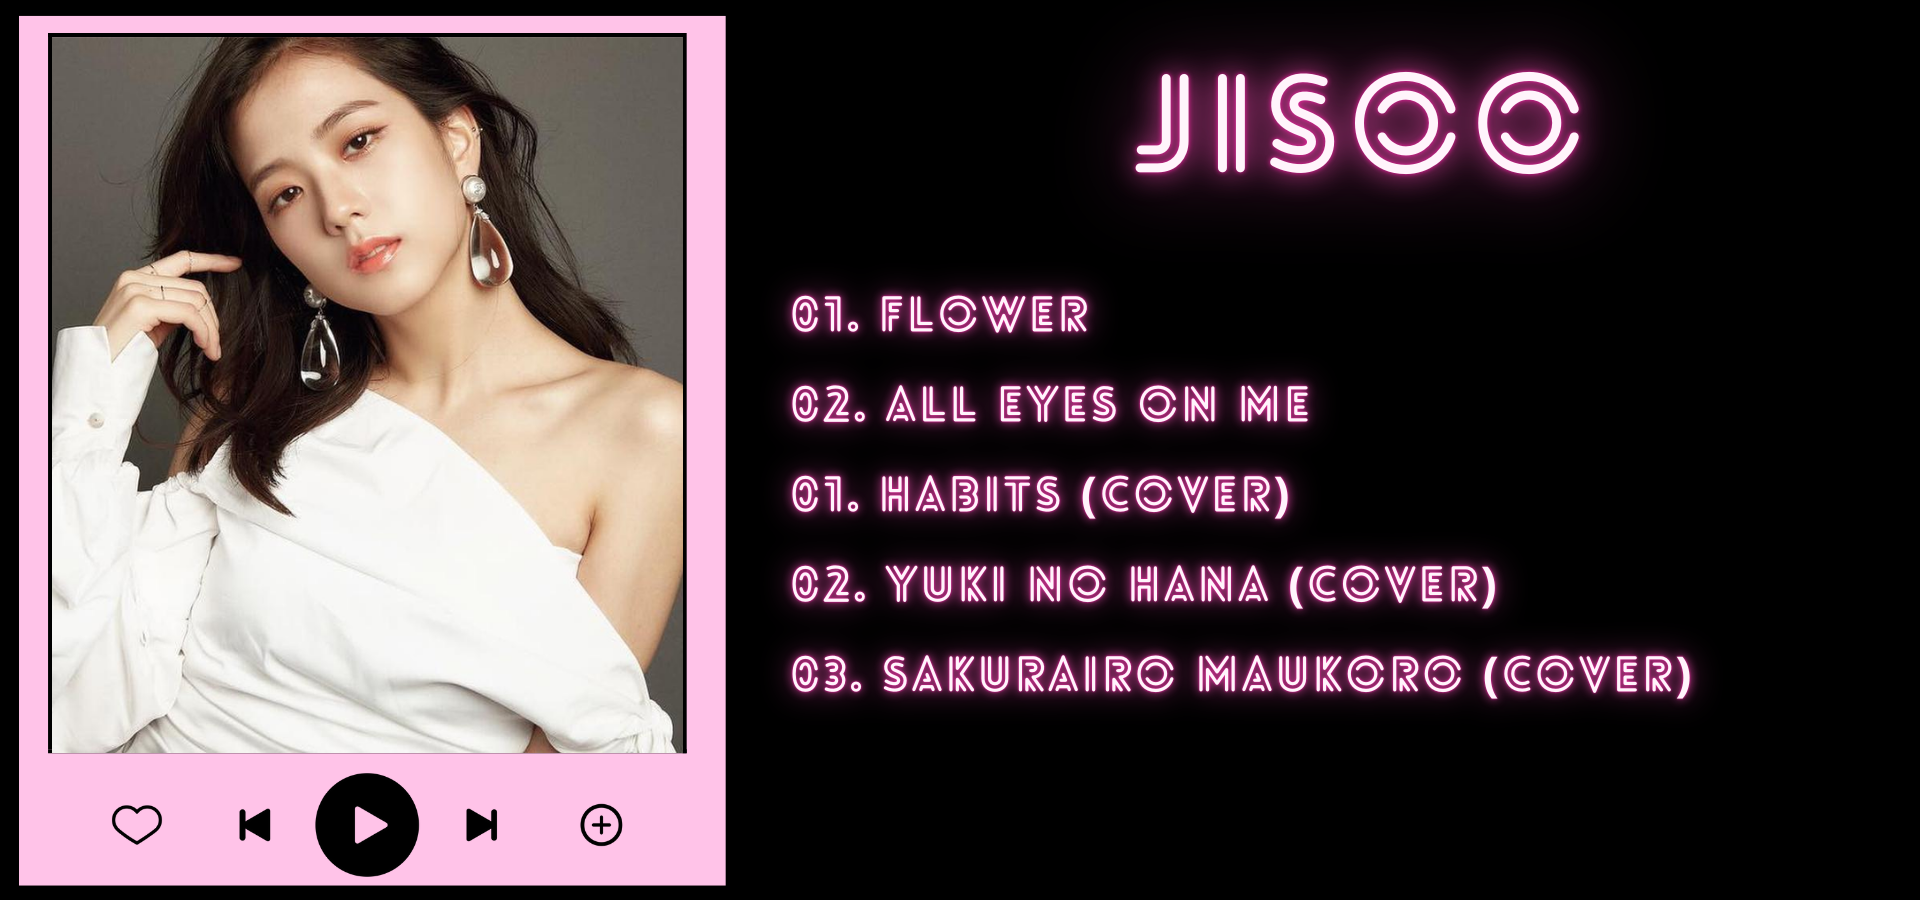 JISOO
01. FLOWER
02. ALL EYES ON ME
01. HABITS (COVER)
02. YUKI NO HANA (COVER)
03. SAKURAIRO MAUKORO (COVER)